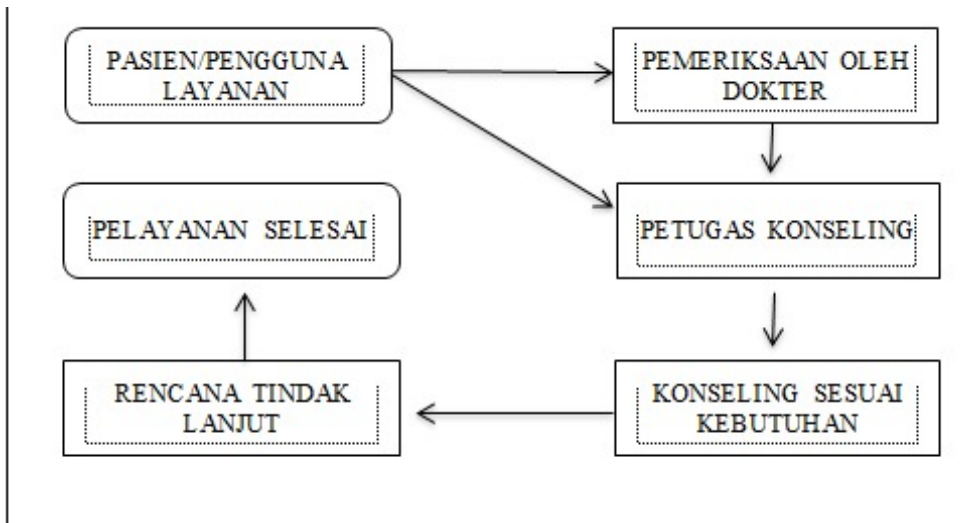 PASIEN/PENGGUNA
LAYANAN
PEMERIKSAAN OLEH
DOKTER
PELAYANAN SELESAI
PETUGAS KONSELING
RENCANA TINDAK
LANJUT
KONSELING SESUAI
KEBUTUHAN